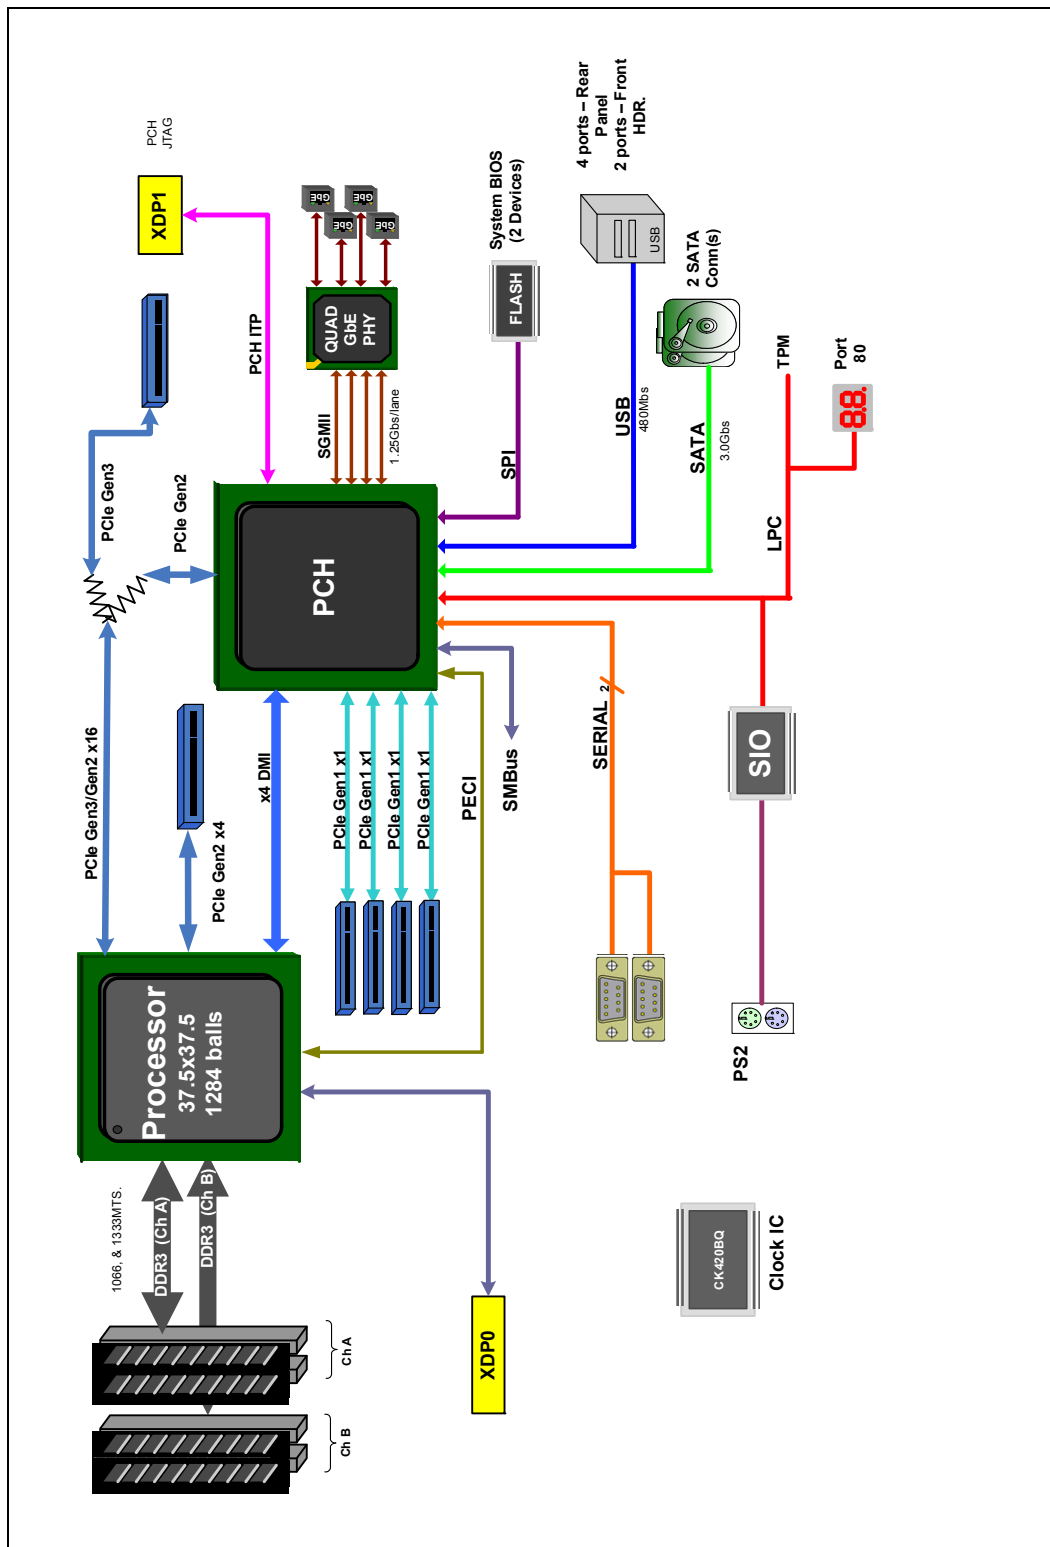 PCH
JTAG
XDP1
PCH ITP
GbE
GbE
GbE
GbE
QUAD
GbE
PHY
SGMII
1.25Gbs/lane
System BIOS
(2 Devices)
FLASH
SPI
4 ports – Rear
Panel
2 ports – Front
HDR.
USB
USB
480Mbs
2 SATA
Conn(s)
SATA
3.0Gbs
TPM
Port
80
8.8.
LPC
PCIe Gen3
PCIe Gen2
PCH
PCIe Gen3/Gen2 x16
PCIe Gen2 x4
x4 DMI
PCIe Gen1 x1
PCIe Gen1 x1
PCIe Gen1 x1
PCIe Gen1 x1
PECI
SMBus
SERIAL
2
SIO
PS2
Processor
37.5x37.5
1284 balls
1066, & 1333MTS.
DDR3 (Ch A)
DDR3 (Ch B)
Ch A
Ch B
XDP0
CK420BQ
Clock IC